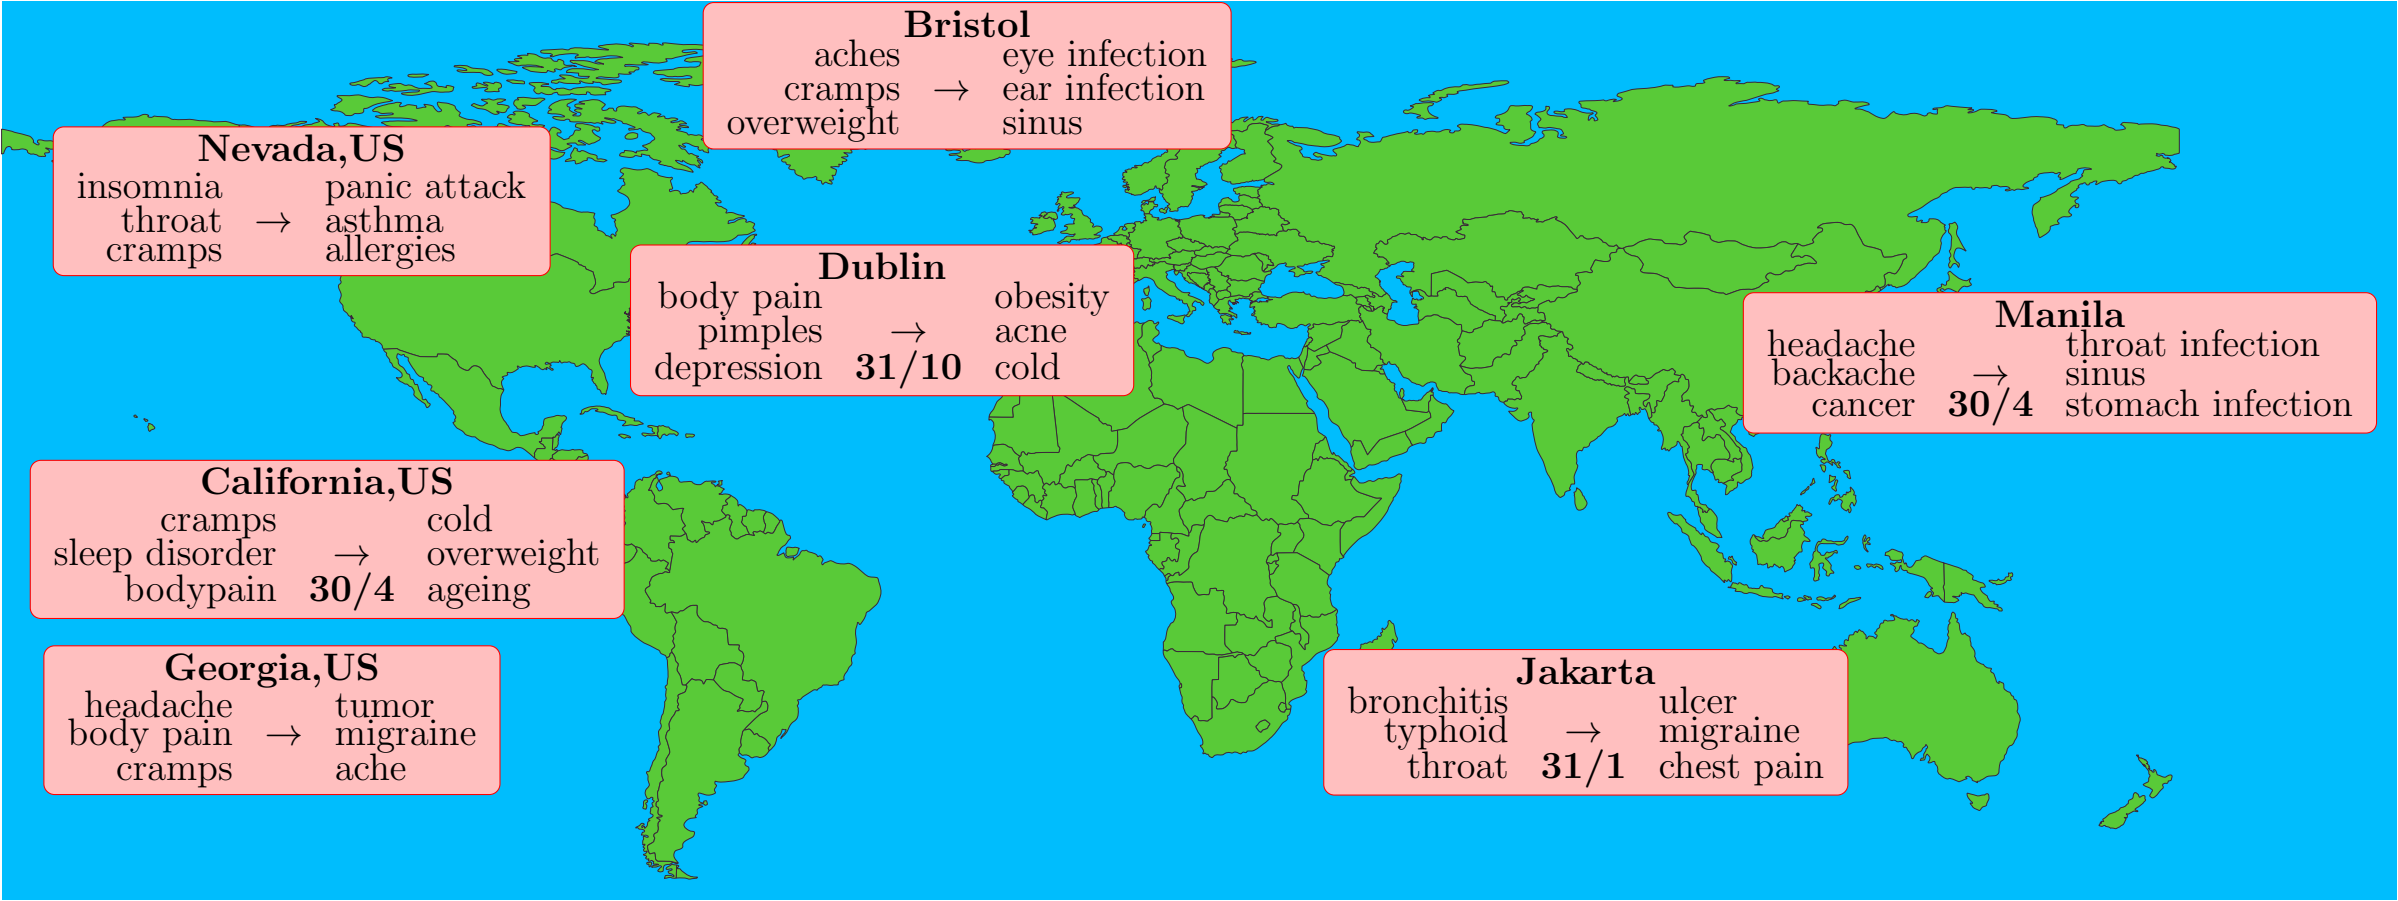 Bristol
aches eye infection
cramps → ear infection
overweight sinus
Nevada,US
insomnia panic attack
throat → asthma
cramps allergies
Dublin
body pain obesity
pimples → acne
depression 31/10 cold
Manila
headache throat infection
backache → sinus
cancer 30/4 stomach infection
California,US
cramps cold
sleep disorder → overweight
bodypain 30/4 ageing
Georgia,US
headache tumor
body pain → migraine
cramps ache
Jakarta
bronchitis ulcer
typhoid → migraine
throat 31/1 chest pain